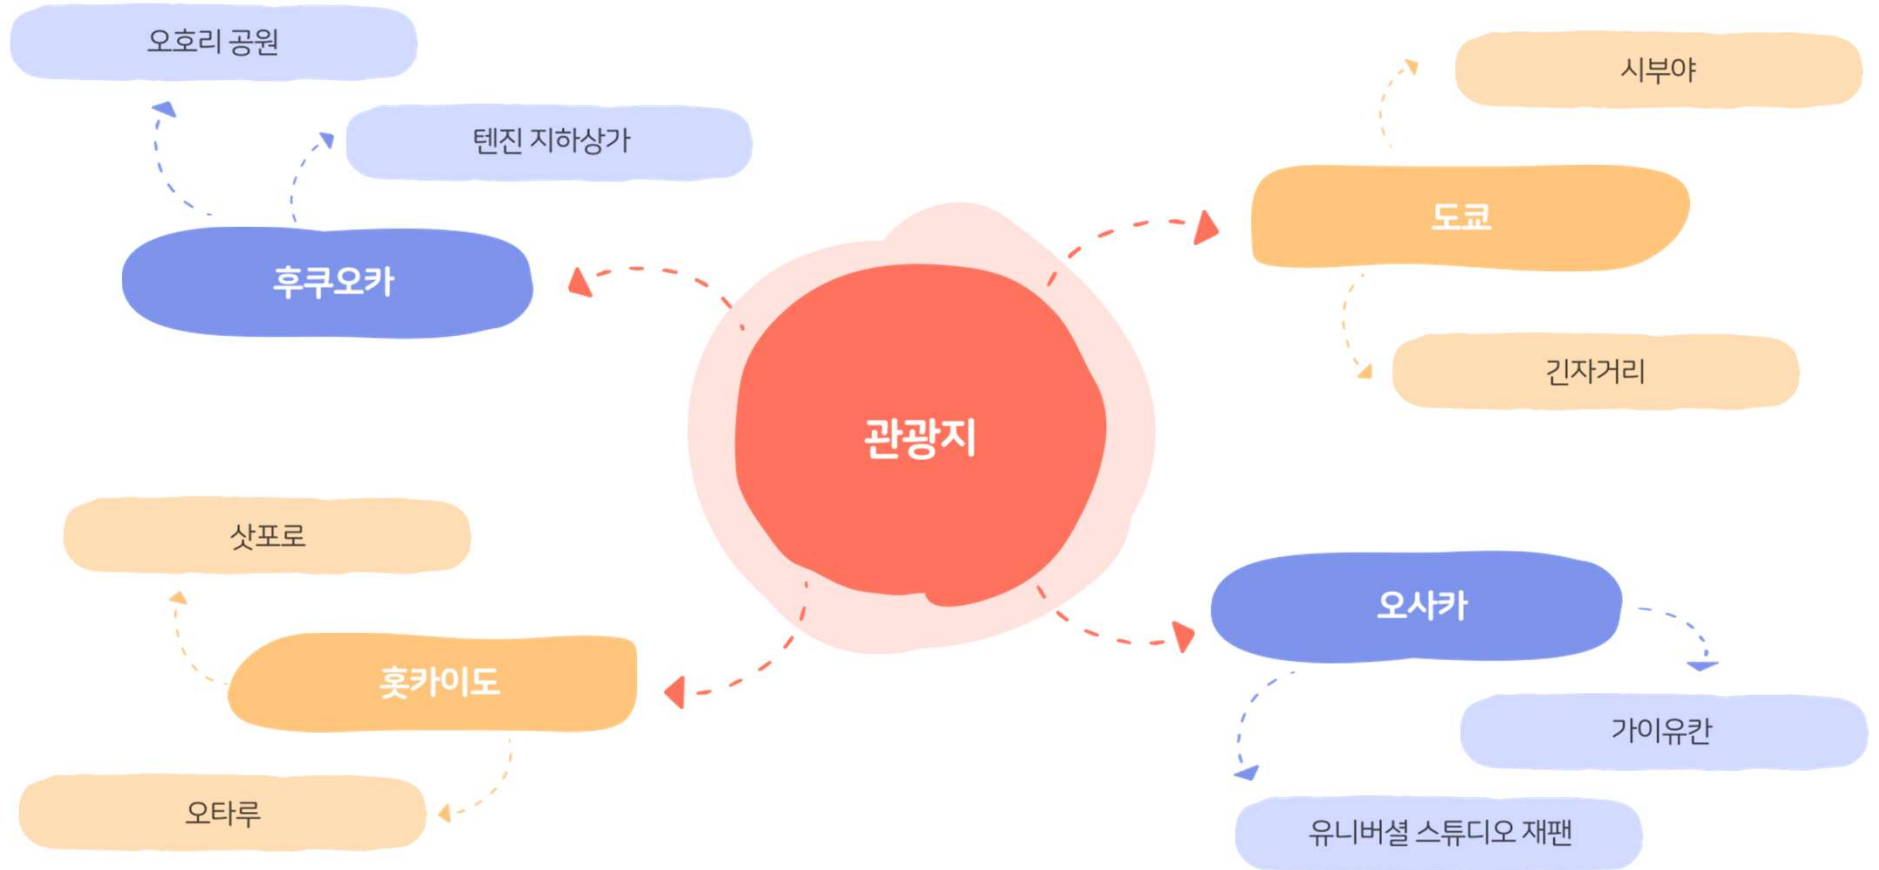 오호리 공원
텐진 지하상가
후쿠오카
시부야
도쿄
긴자거리
관광지
삿포로
홋카이도
오타루
오사카
가이유칸
유니버셜 스튜디오 재팬